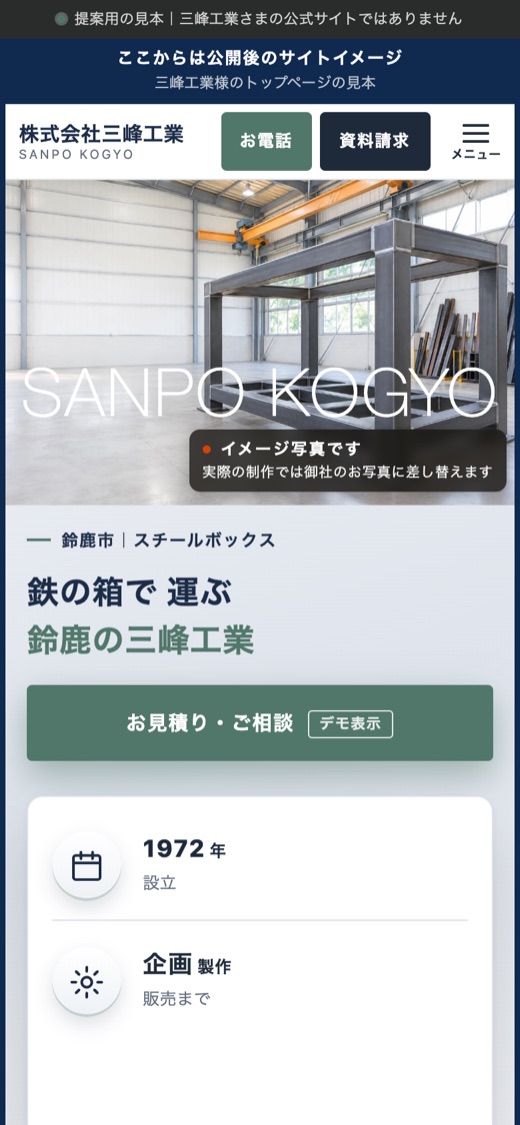 提案用の見本｜三峰工業さまの公式サイトではありません
ここからは公開後のサイトイメージ
三峰工業様のトップページの見本
株式会社三峰工業
SANPO KOGYO
お電話
資料請求
メニュー
SANPO KOGYO
イメージ写真です
実際の制作では御社のお写真に差し替えます
鈴鹿市｜スチールボックス
鉄の箱で 運ぶ
鈴鹿の三峰工業
お見積り・ご相談 デモ表示
1972 年
設立
企画 製作
販売まで